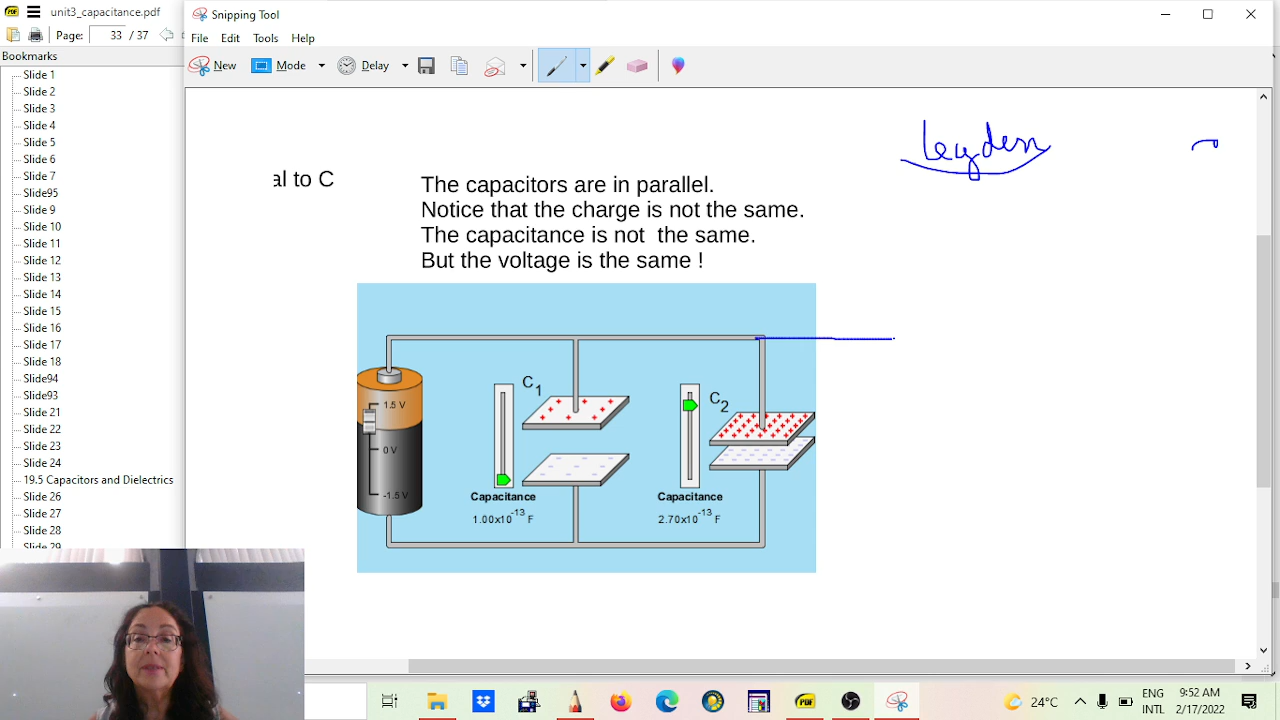 unit3_capacitance.pdf
Snipping Tool
Page: 33 / 37
File Edit Tools Help
Bookmarks
New Mode Delay
Slide 1
Slide 2
Slide 3
Slide 4
Slide 5
Slide 6
Slide 7
Slide95
Slide 9
Slide 10
Slide 11
Slide 12
Slide 13
Slide 14
Slide 15
Slide 16
Slide 17
Slide 18
Slide94
Slide93
Slide 21
Slide 22
Slide 23
Slide 24
19.5 Capacitors and Dielectrics
Slide 26
Slide 27
Slide 28
Slide 29
leyden
al to C
The capacitors are in parallel.
Notice that the charge is not the same.
The capacitance is not the same.
But the voltage is the same !
1.5 V
0 V
-1.5 V
C1
C2
Capacitance
1.00x10-13 F
Capacitance
2.70x10-13 F
PDF
24°C
ENG
INTL
9:52 AM
2/17/2022